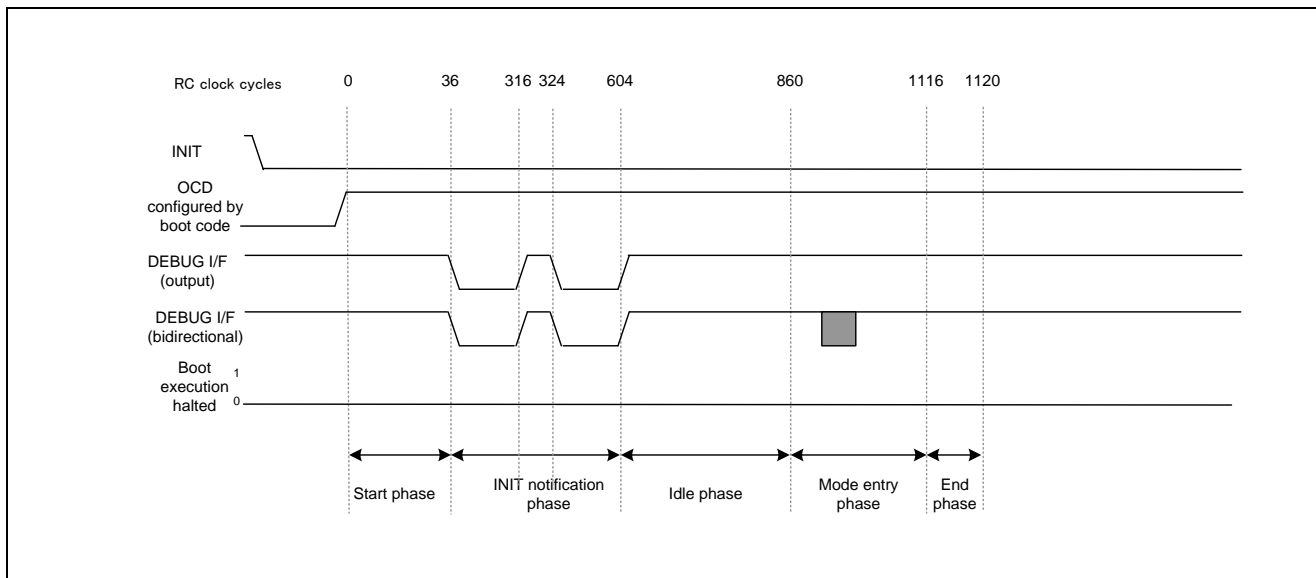 RC clock cycles 0 36 316 324 604 860 1116 1120
INIT
OCD
configured by
boot code
DEBUG I/F
(output)
DEBUG I/F
(bidirectional)
Boot
execution
halted
1
0
Start phase
INIT notification
phase
Idle phase
Mode entry
phase
End
phase